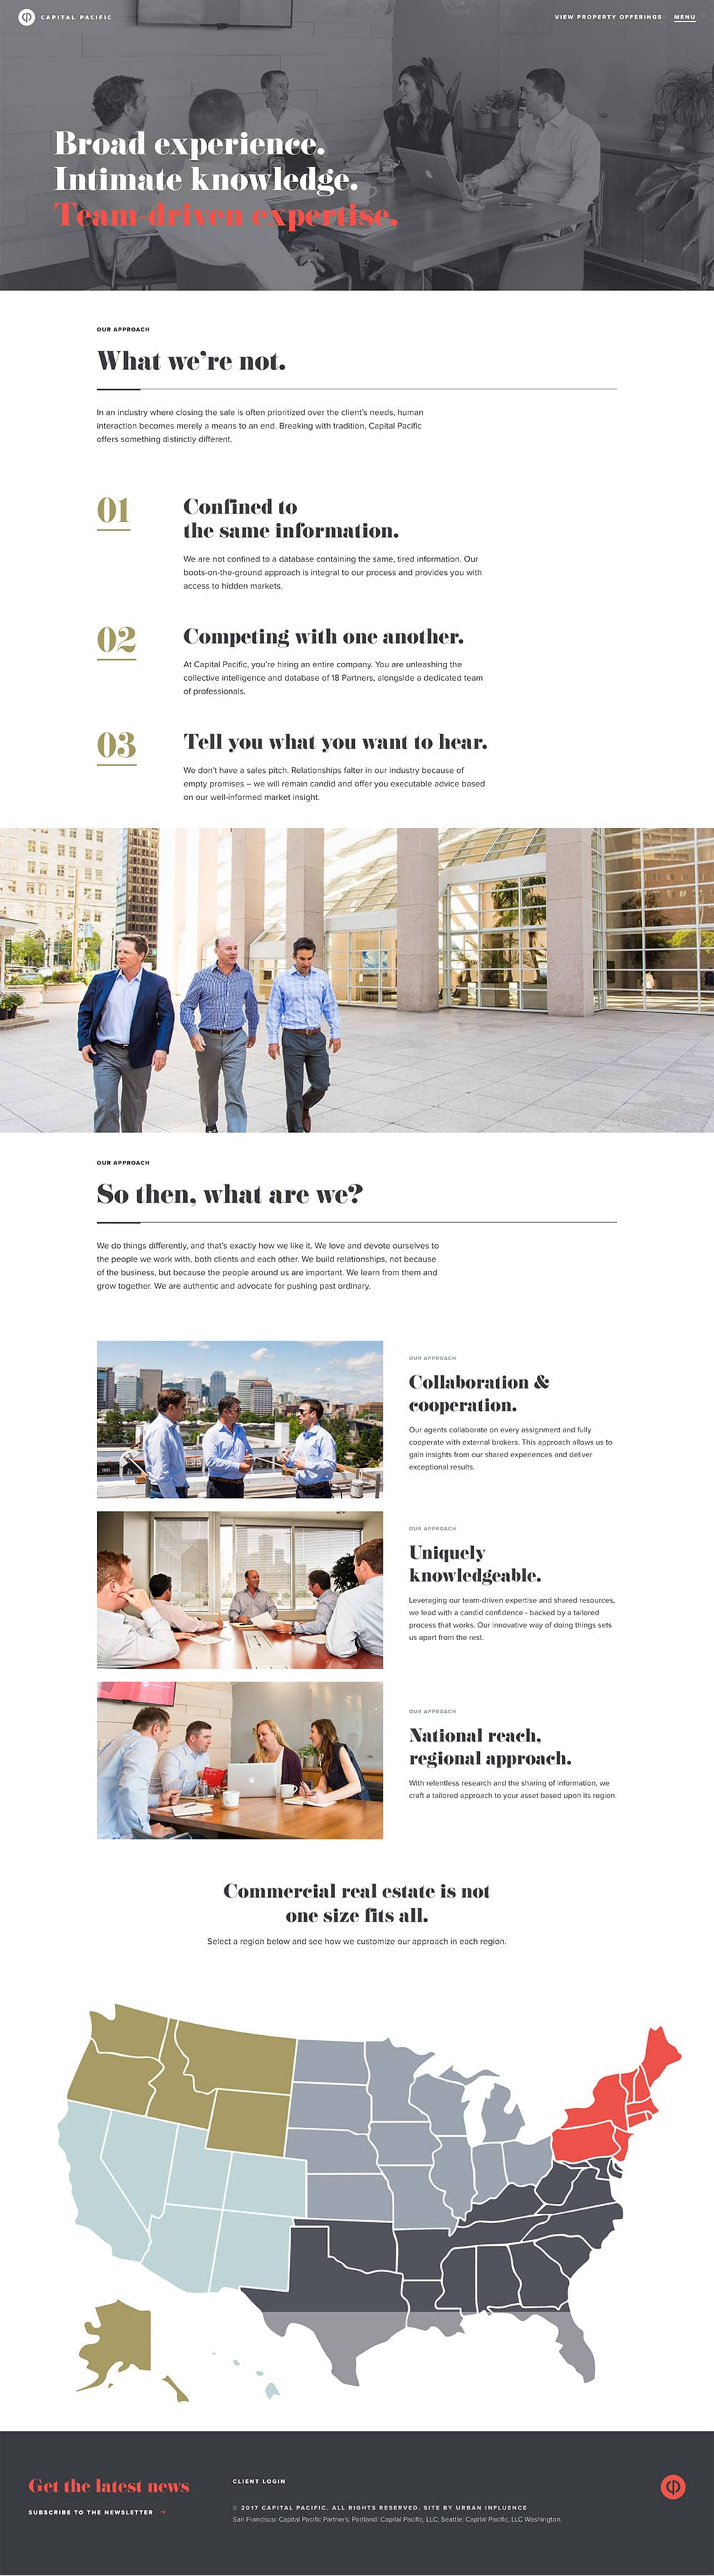 CAPITAL PACIFIC
VIEW PROPERTY OFFERINGS
MENU
Broad experience.
Intimate knowledge.
Team-driven expertise.
OUR APPROACH
What we're not.
In an industry where closing the sale is often prioritized over the client's needs, human
interaction becomes merely a means to an end. Breaking with tradition, Capital Pacific
offers something distinctly different.
01
Confined to
the same information.
We are not confined to a database containing the same, tired information. Our
boots-on-the-ground approach is integral to our process and provides you with
access to hidden markets.
02
Competing with one another.
At Capital Pacific, you're hiring an entire company. You are unleashing the
collective intelligence and database of 18 Partners, alongside a dedicated team
of professionals.
03
Tell you what you want to hear.
We don't have a sales pitch. Relationships falter in our industry because of
empty promises – we will remain candid and offer you executable advice based
on our well-informed market insight.
OUR APPROACH
So then, what are we?
We do things differently, and that's exactly how we like it. We love and devote ourselves to
the people we work with, both clients and each other. We build relationships, not because
of the business, but because the people around us are important. We learn from them and
grow together. We are authentic and advocate for pushing past ordinary.
OUR APPROACH
Collaboration &
cooperation.
Our agents collaborate on every assignment and fully
cooperate with external brokers. This approach allows us to
gain insights from our shared experiences and deliver
exceptional results.
OUR APPROACH
Uniquely
knowledgeable.
Leveraging our team-driven expertise and shared resources,
we lead with a candid confidence - backed by a tailored
process that works. Our innovative way of doing things sets
us apart from the rest.
OUR APPROACH
National reach,
regional approach.
With relentless research and the sharing of information, we
craft a tailored approach to your asset based upon its region.
Commercial real estate is not
one size fits all.
Select a region below and see how we customize our approach in each region.
Get the latest news
SUBSCRIBE TO THE NEWSLETTER →
CLIENT LOGIN
© 2017 CAPITAL PACIFIC. ALL RIGHTS RESERVED. SITE BY URBAN INFLUENCE
San Francisco: Capital Pacific Partners; Portland: Capital Pacific, LLC; Seattle: Capital Pacific, LLC Washington.